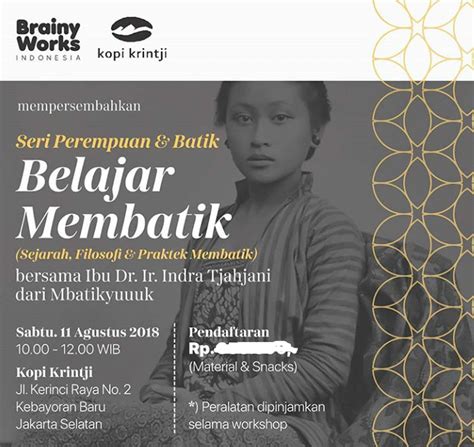 Brainy
Works
INDONESIA
kopi krintji
mempersembahkan
Seri Perempuan & Batik
Belajar
Membatik
(Sejarah, Filosofi & Praktek Membatik)
bersama Ibu Dr. Ir. Indra Tjahjani
dari Mbatikyuuuk
Sabtu. 11 Agustus 2018
10.00 - 12.00 WIB
Kopi Krintji
Jl. Kerinci Raya No. 2
Kebayoran Baru
Jakarta Selatan
Pendaftaran
Rp.
(Material & Snacks)
*) Peralatan dipinjamkan
selama workshop